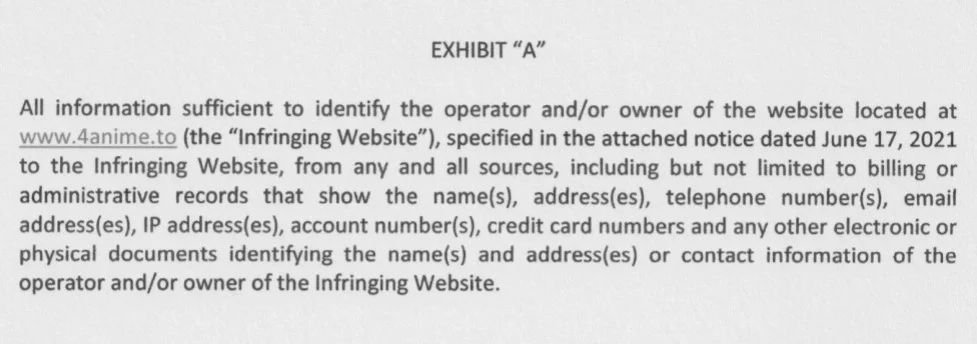 EXHIBIT “A”
All information sufficient to identify the operator and/or owner of the website located at
www.4anime.to (the “Infringing Website”), specified in the attached notice dated June 17, 2021
to the Infringing Website, from any and all sources, including but not limited to billing or
administrative records that show the name(s), address(es), telephone number(s), email
address(es), IP address(es), account number(s), credit card numbers and any other electronic or
physical documents identifying the name(s) and address(es) or contact information of the
operator and/or owner of the Infringing Website.